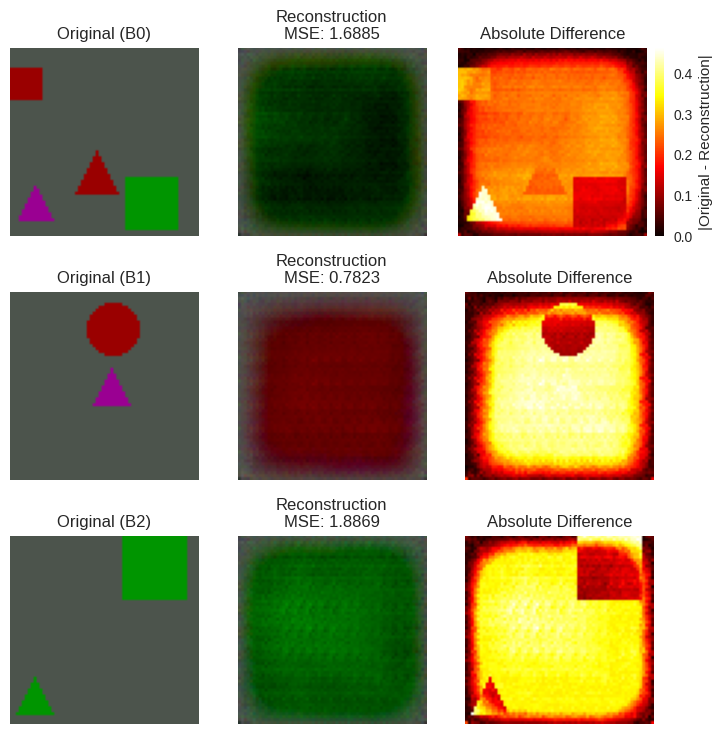 Original (B0)
Reconstruction
MSE: 1.6885
Absolute Difference
0.4
0.3
0.2
0.1
0.0
|Original - Reconstruction|
Original (B1)
Reconstruction
MSE: 0.7823
Absolute Difference
Original (B2)
Reconstruction
MSE: 1.8869
Absolute Difference